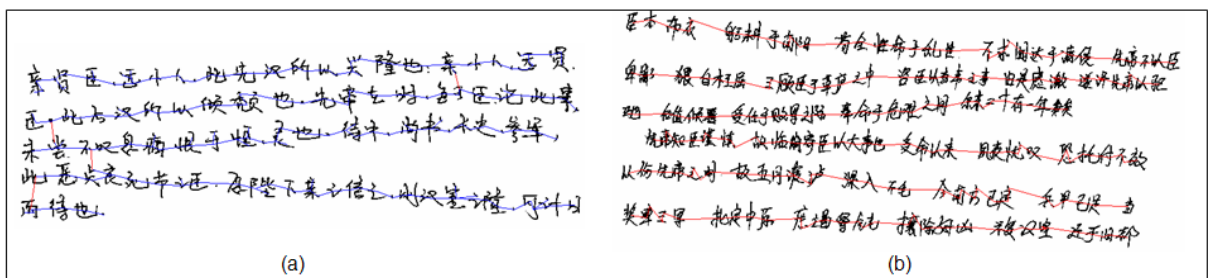 亲贤臣,远小人,此先汉所以兴隆也.亲小人,远贤.
臣,此后汉所以倾颓也.先帝在时,每与臣论此事,
未尝不叹息痛恨于桓,灵也.侍中,尚书,长史,参军,
此悉贞良死节之臣 愿陛下亲之信之,则汉室之隆,可计日
而待也.
(a)
臣本布衣 躬耕于南阳 苟全性命于乱世 不求闻达于诸侯 先帝不以臣
卑鄙 猥自枉屈 三顾臣于草庐之中 咨臣以当世之事 由是感激 遂许先帝以驱
驰 值倾覆 受任于败军之际 奉命于危难之间 尔来二十有一年矣
先帝知臣谨慎 故临崩寄臣以大事也 受命以来 夙夜忧叹 恐托付不效
以伤先帝之明 故五月渡泸 深入不毛 今南方已定 兵甲已足 当
奖率三军 北定中原 庶竭驽钝 攘除奸凶 兴复汉室 还于旧都
(b)